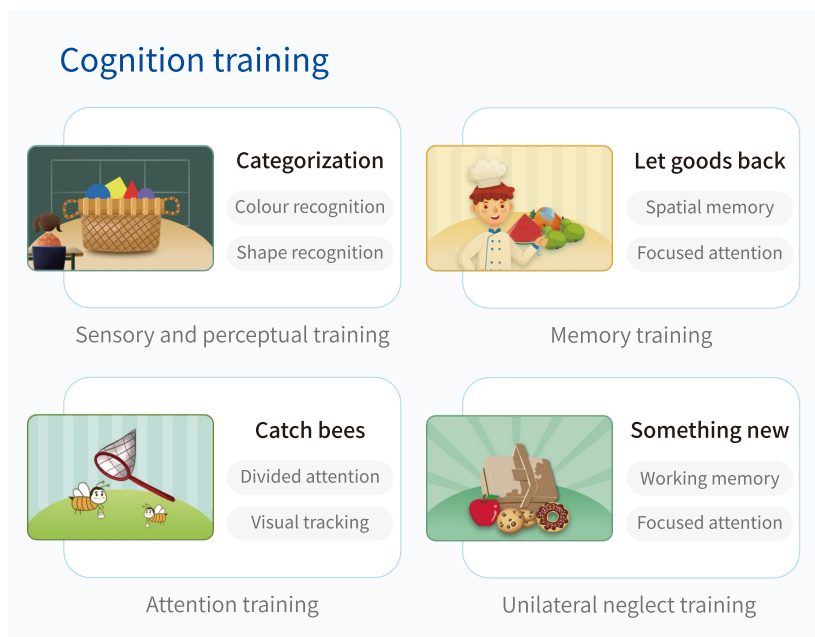 Cognition training
Categorization
Colour recognition
Shape recognition
Sensory and perceptual training
Let goods back
Spatial memory
Focused attention
Memory training
Catch bees
Divided attention
Visual tracking
Attention training
Something new
Working memory
Focused attention
Unilateral neglect training